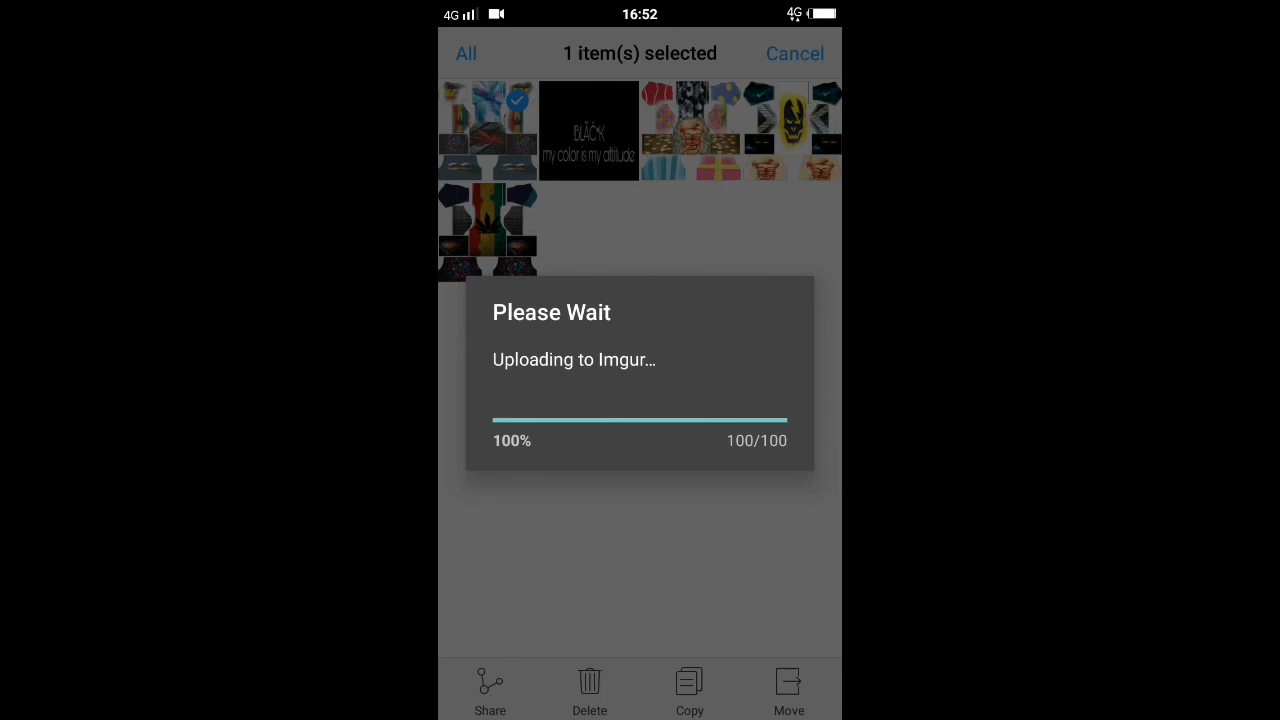 4G 16:52 4G
All 1 item(s) selected Cancel
BLACK
my color is my attitude
Please Wait
Uploading to Imgur...
100% 100/100
Share Delete Copy Move